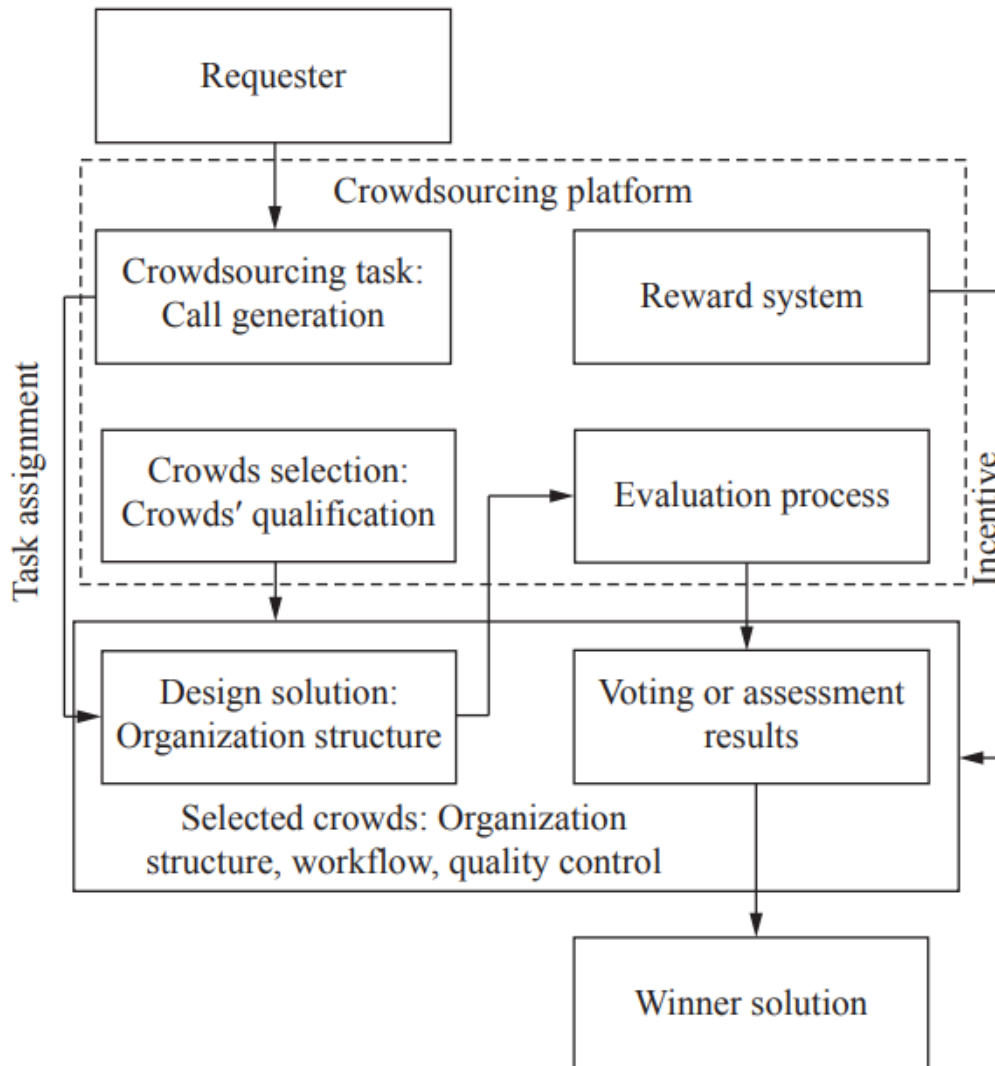 Requester
Crowdsourcing platform
Crowdsourcing task:
Call generation
Reward system
Task assignment
Crowds selection:
Crowds′ qualification
Evaluation process
Incentive
Design solution:
Organization structure
Voting or assessment
results
Selected crowds: Organization
structure, workflow, quality control
Winner solution